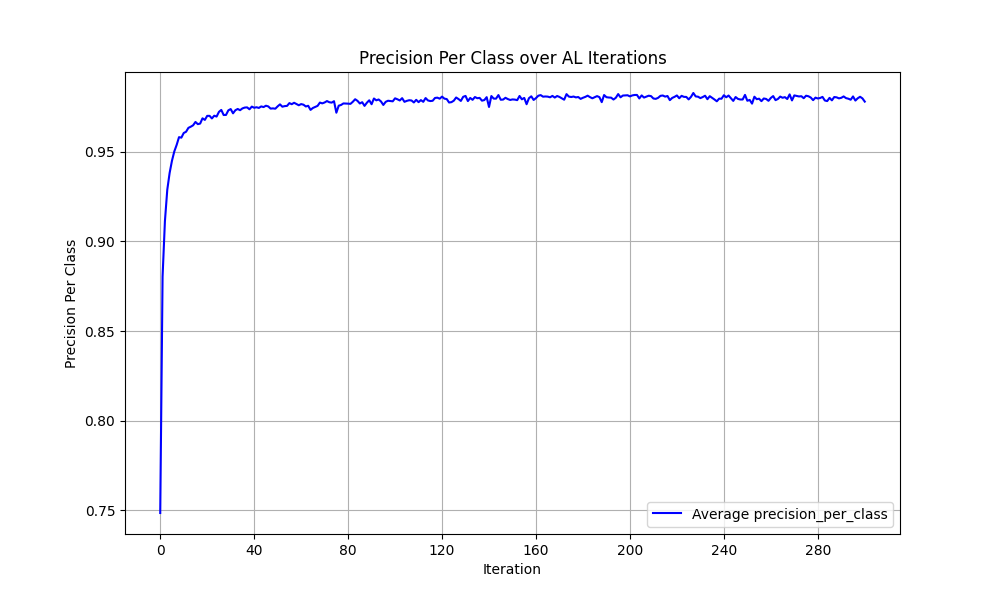 Precision Per Class over AL Iterations
Precision Per Class
0.95
0.90
0.85
0.80
0.75
0 40 80 120 160 200 240 280
Iteration
Average precision_per_class